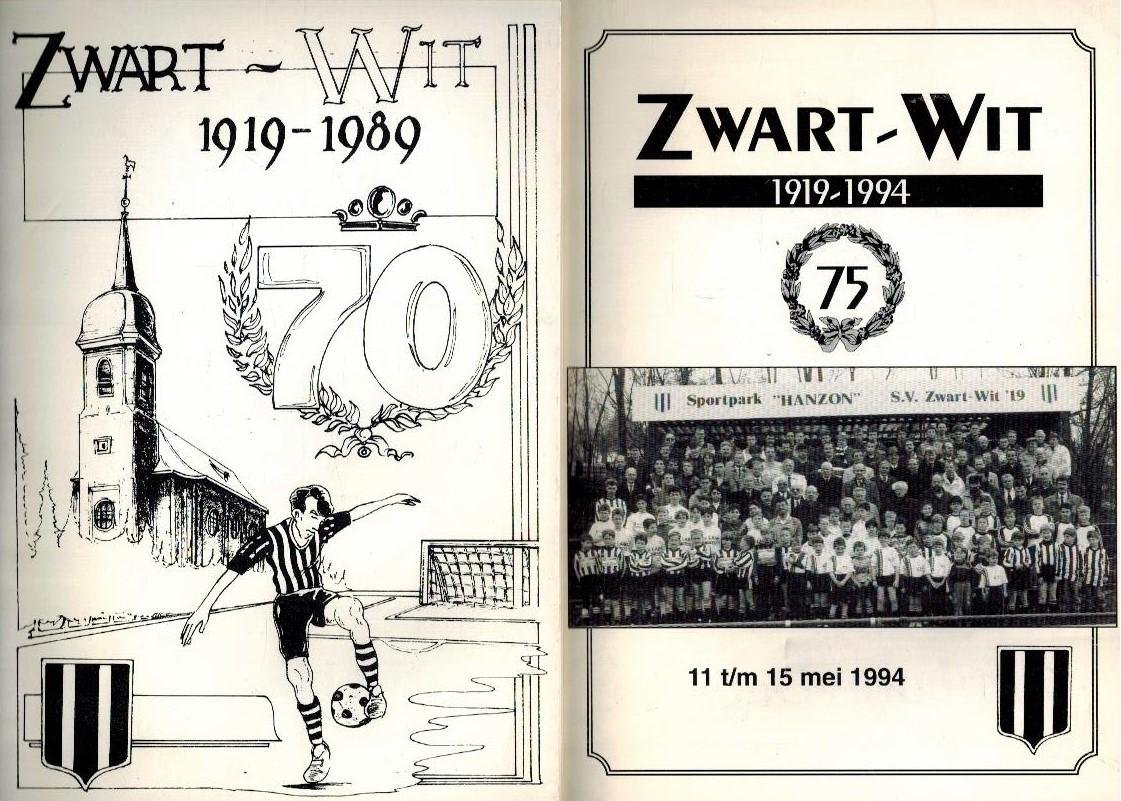 ZWART - WIT
1919-1989
70
ZWART-WIT
1919-1994
75
Sportpark "HANZON" S.V. Zwart-Wit '19
11 t/m 15 mei 1994